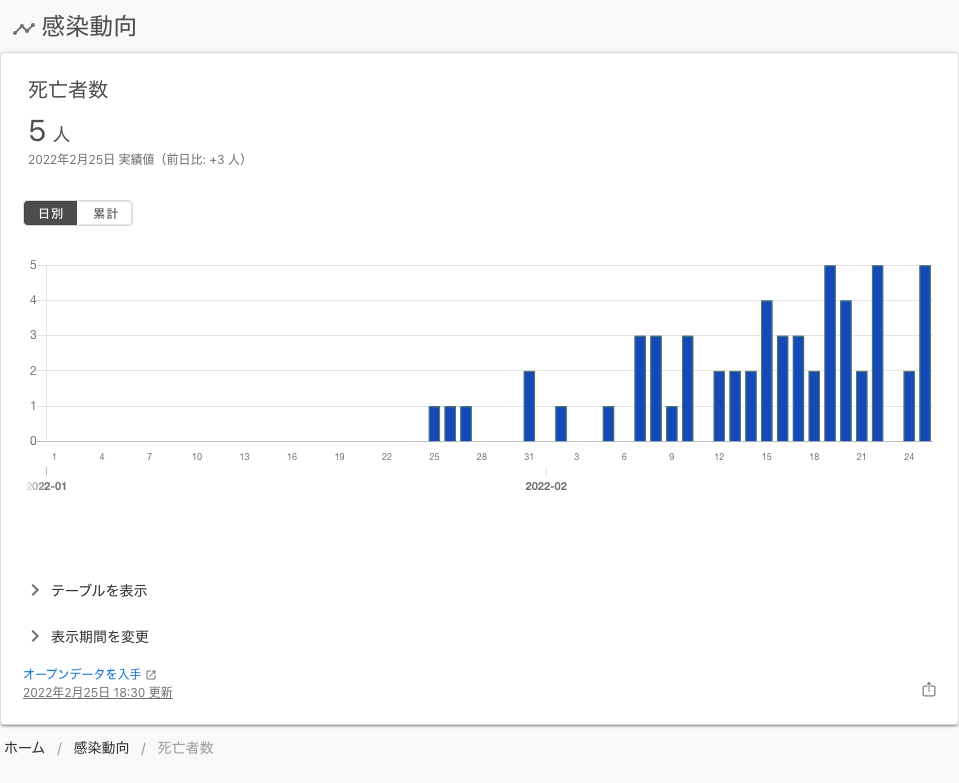 感染動向
死亡者数
5 人
2022年2月25日 実績値（前日比: +3 人）
日別 累計
5
4
3
2
1
0
1 4 7 10 13 16 19 22 25 28 31 3 6 9 12 15 18 21 24
2022-01 2022-02
テーブルを表示
表示期間を変更
オープンデータを入手
2022年2月25日 18:30 更新
ホーム / 感染動向 / 死亡者数